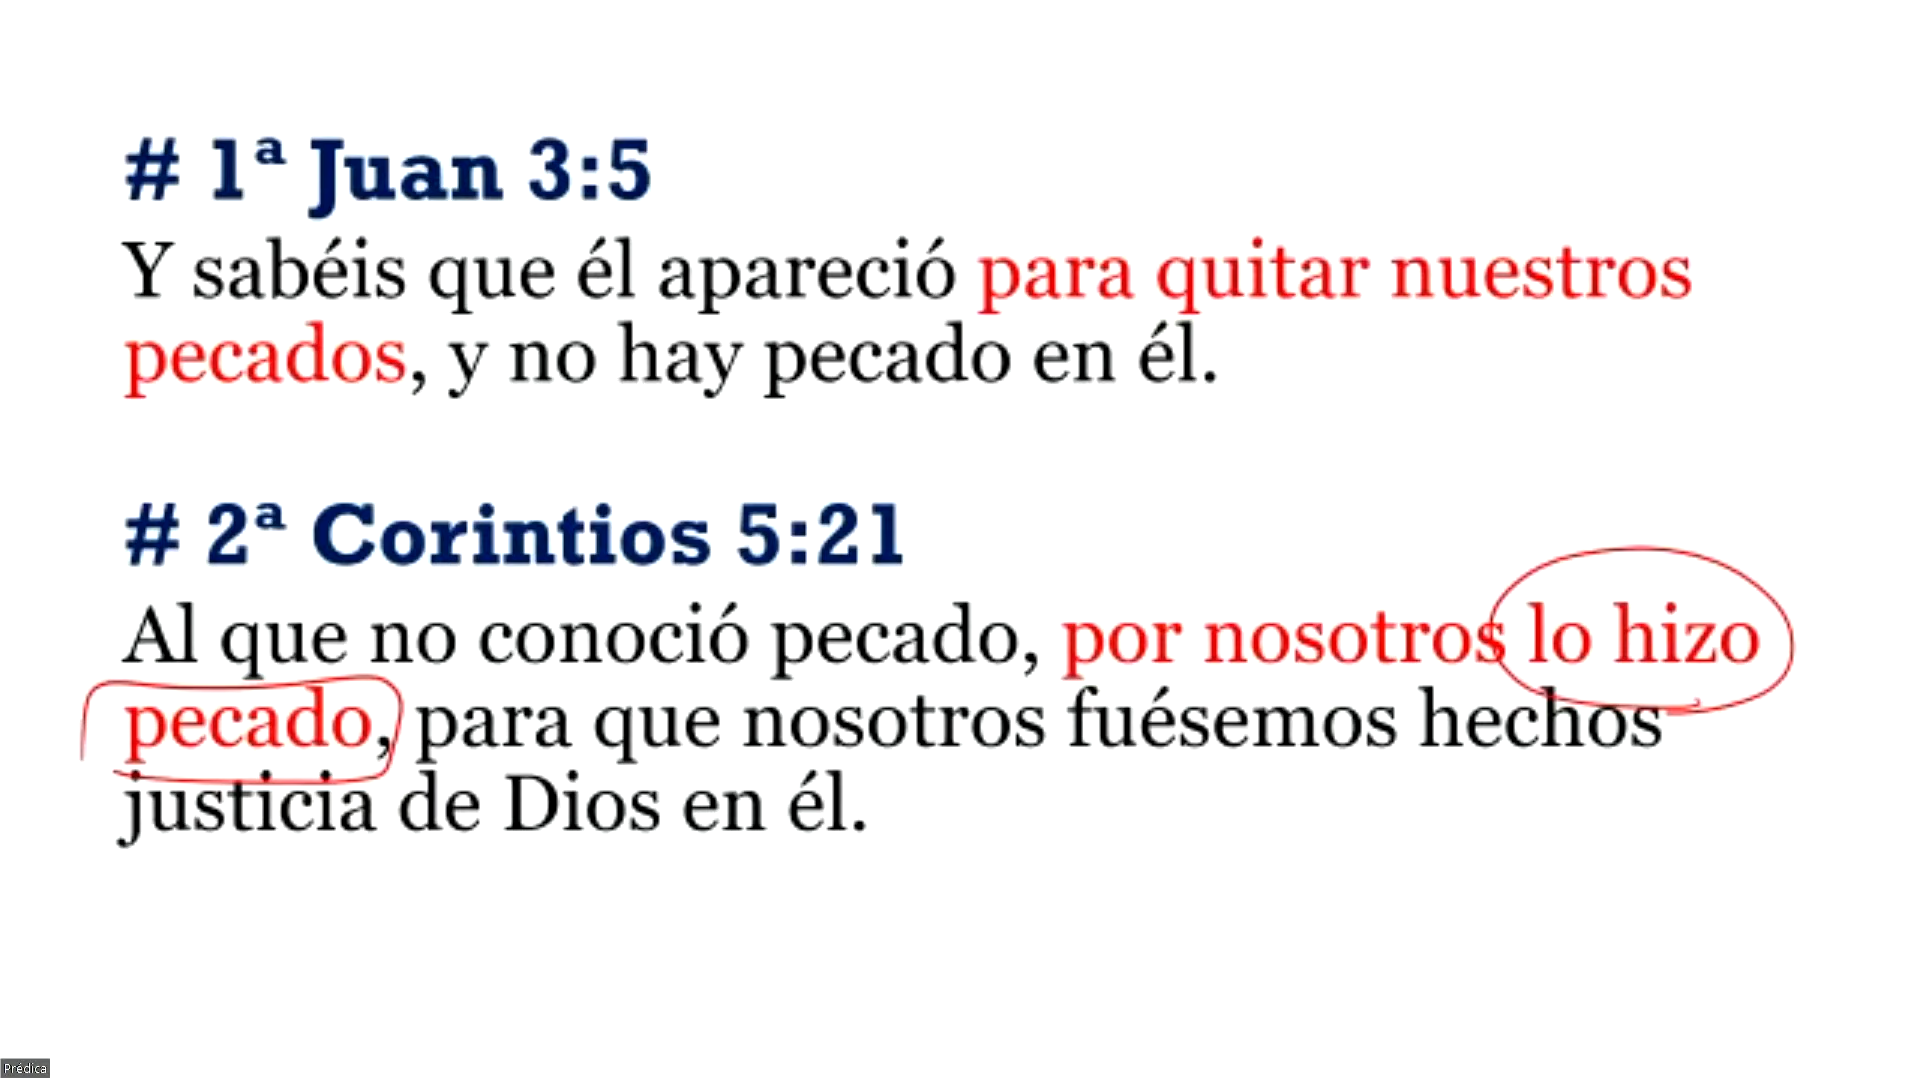 # 1ª Juan 3:5
Y sabéis que él apareció para quitar nuestros
pecados, y no hay pecado en él.
# 2ª Corintios 5:21
Al que no conoció pecado, por nosotros lo hizo
pecado, para que nosotros fuésemos hechos
justicia de Dios en él.
Prédica